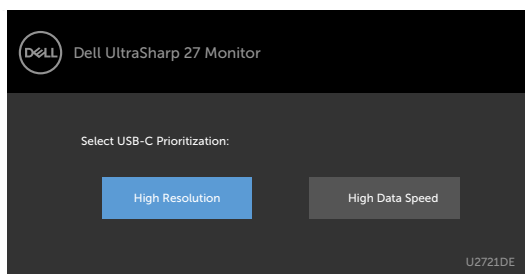 DELL Dell UltraSharp 27 Monitor
Select USB-C Prioritization:
High Resolution High Data Speed
U2721DE